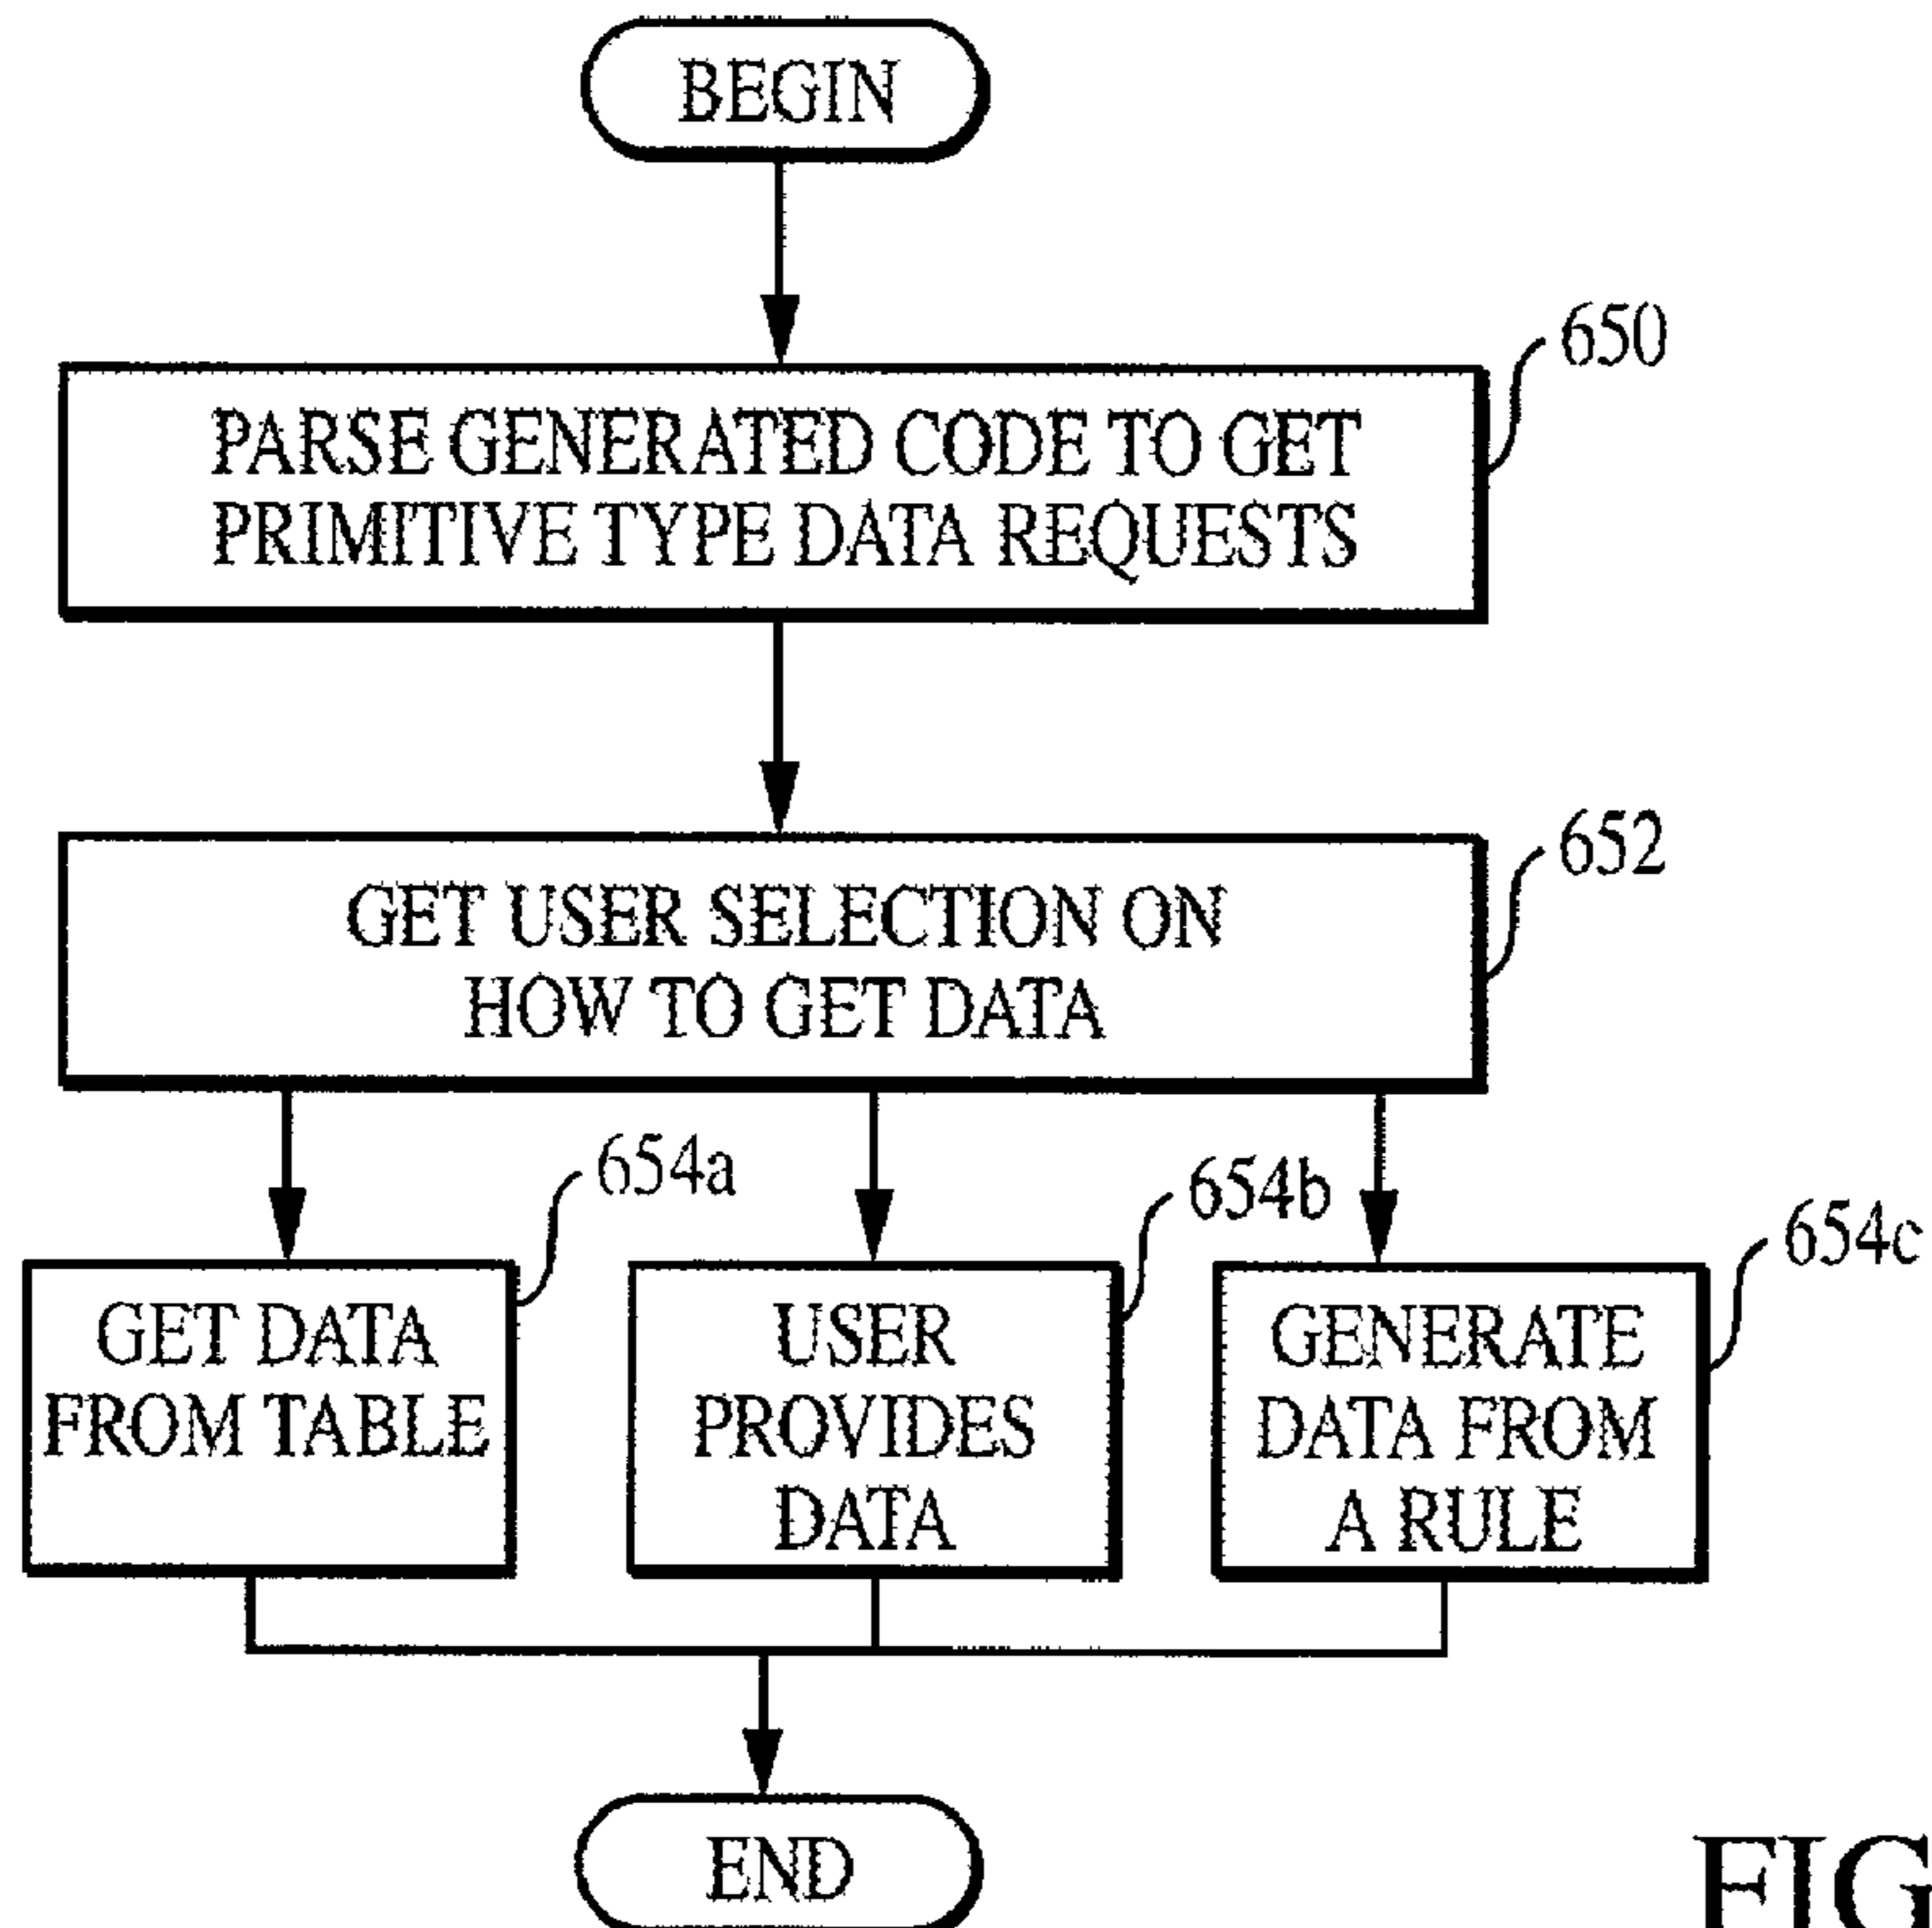 BEGIN
650
PARSE GENERATED CODE TO GET
PRIMITIVE TYPE DATA REQUESTS
652
GET USER SELECTION ON
HOW TO GET DATA
654a
654b
654c
GET DATA
FROM TABLE
USER
PROVIDES
DATA
GENERATE
DATA FROM
A RULE
END
FIG